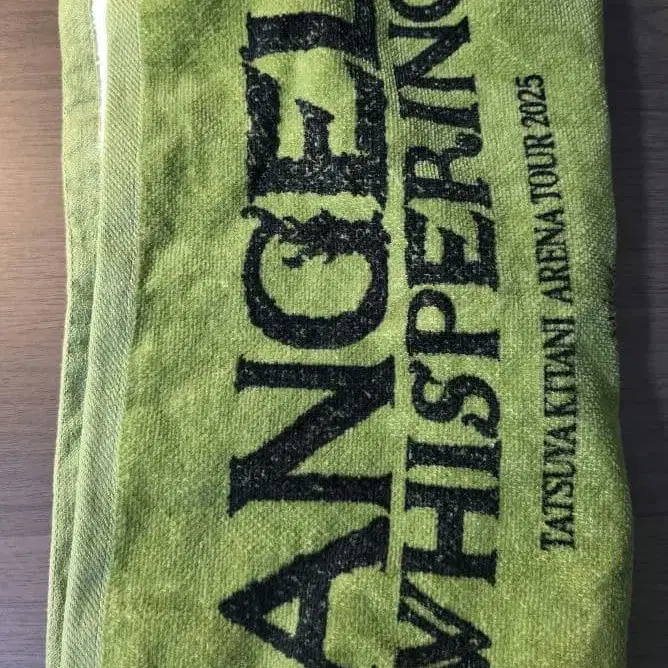 ANGEL
WHISPERING
TATSUYA KITANI ARENA TOUR 2025